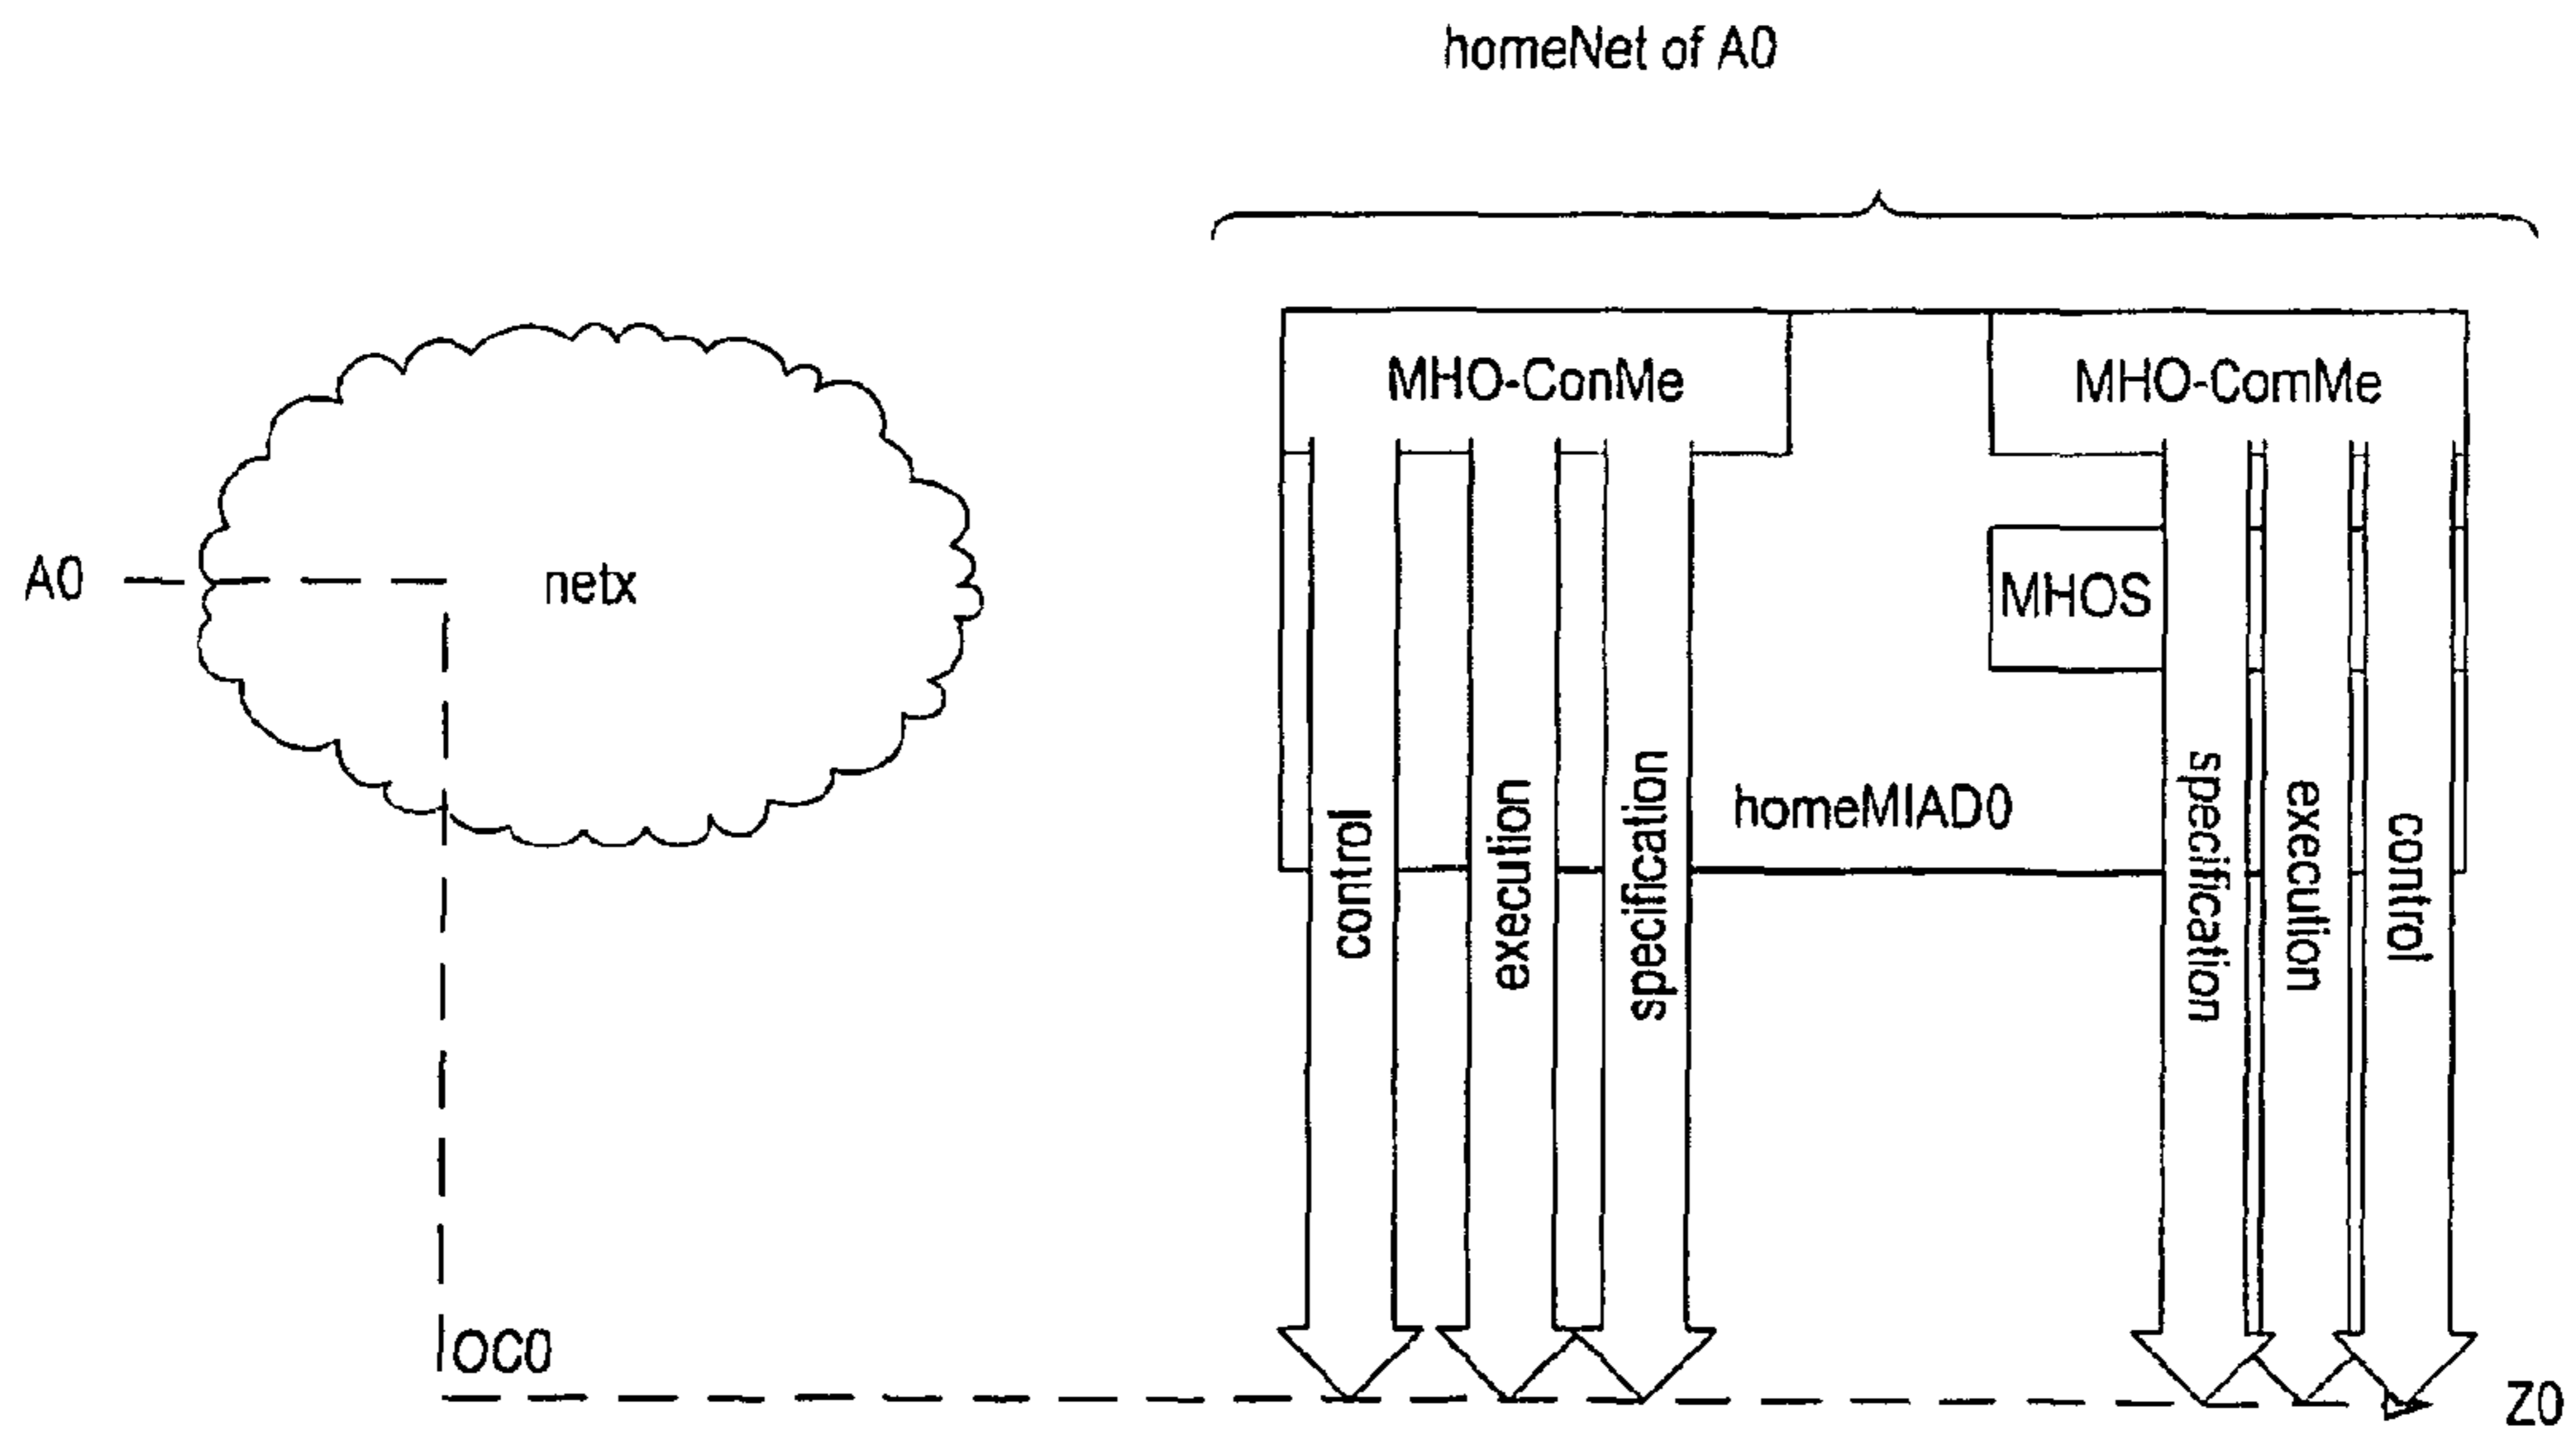 homeNet of A0
MHO-ConMe
MHO-ComMe
A0
netx
MHOS
homeMIAD0
control
execution
specification
specification
execution
control
OC0
Z0